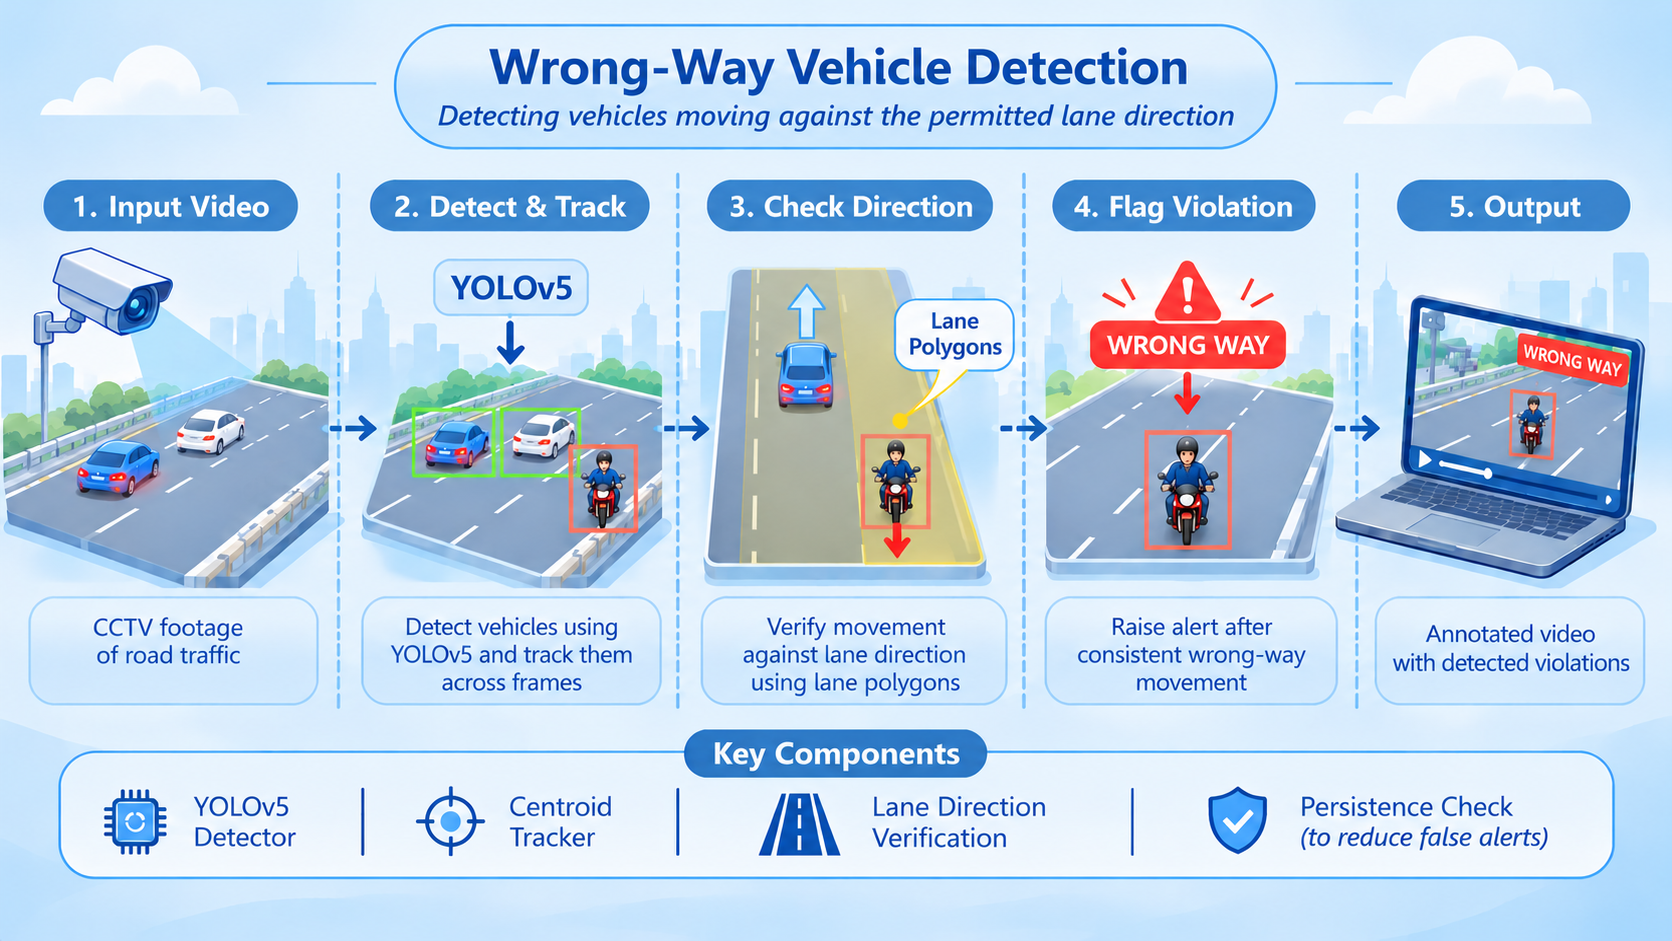 Wrong-Way Vehicle Detection
Detecting vehicles moving against the permitted lane direction
1. Input Video
2. Detect & Track
3. Check Direction
4. Flag Violation
5. Output
YOLOv5
Lane
Polygons
WRONG WAY
WRONG WAY
CCTV footage
of road traffic
Detect vehicles using
YOLOv5 and track them
across frames
Verify movement
against lane direction
using lane polygons
Raise alert after
consistent wrong-way
movement
Annotated video
with detected violations
Key Components
YOLOv5
Detector
Centroid
Tracker
Lane Direction
Verification
Persistence Check
(to reduce false alerts)